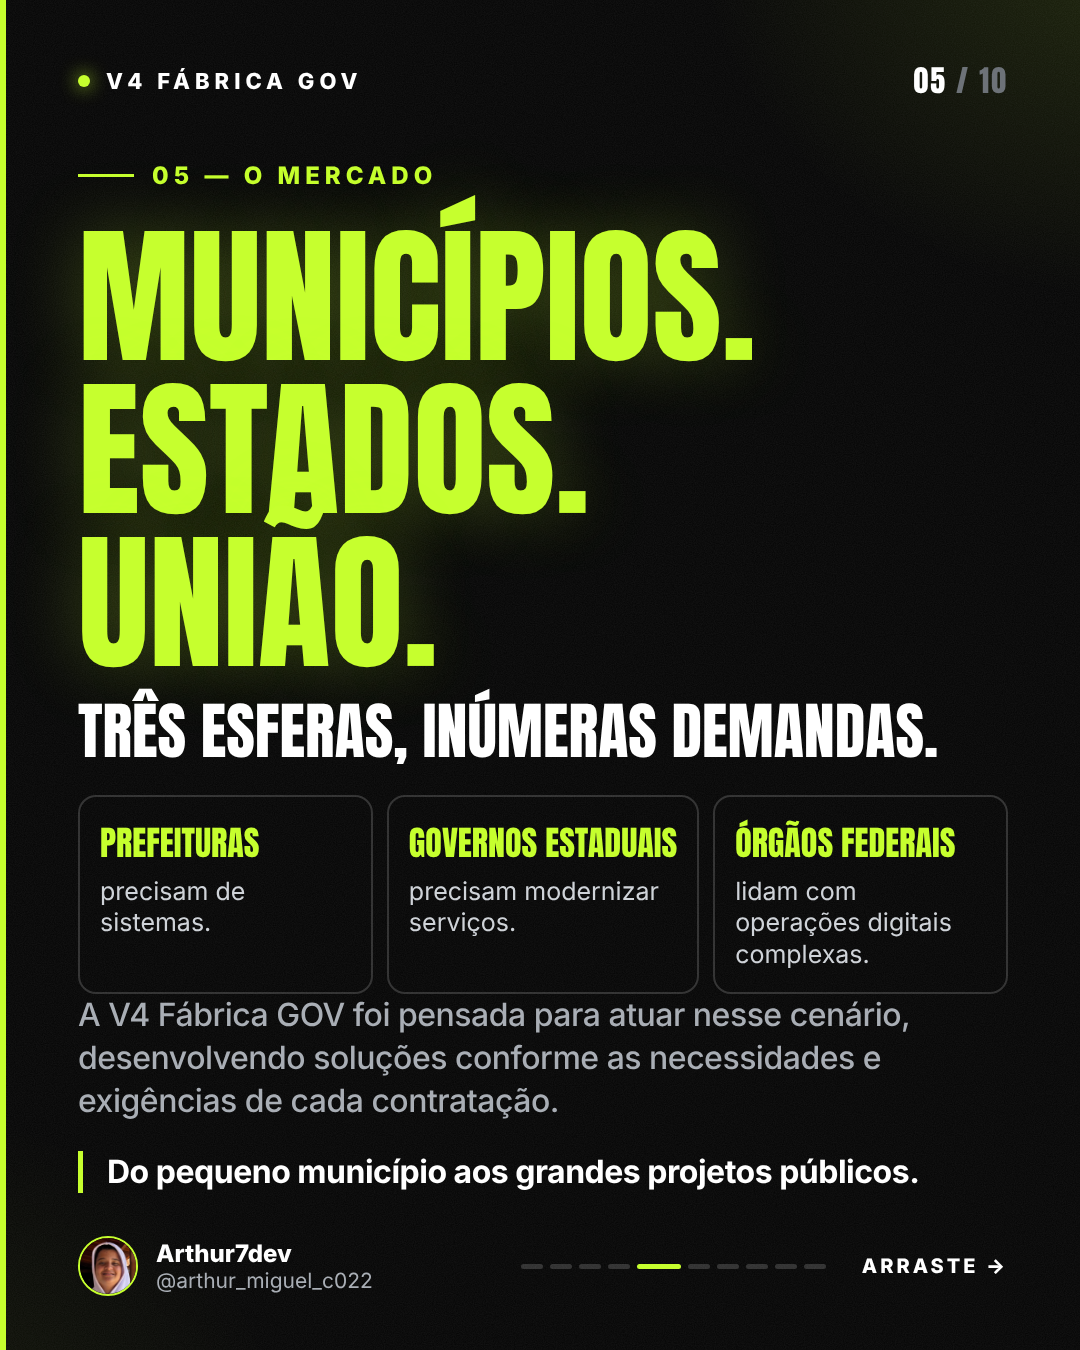 V4 FÁBRICA GOV
05 / 10
05 — O MERCADO
MUNICÍPIOS.
ESTADOS.
UNIÃO.
TRÊS ESFERAS, INÚMERAS DEMANDAS.
PREFEITURAS
precisam de
sistemas.
GOVERNOS ESTADUAIS
precisam modernizar
serviços.
ÓRGÃOS FEDERAIS
lidam com
operações digitais
complexas.
A V4 Fábrica GOV foi pensada para atuar nesse cenário,
desenvolvendo soluções conforme as necessidades e
exigências de cada contratação.
Do pequeno município aos grandes projetos públicos.
Arthur7dev
@arthur_miguel_c022
ARRASTE →